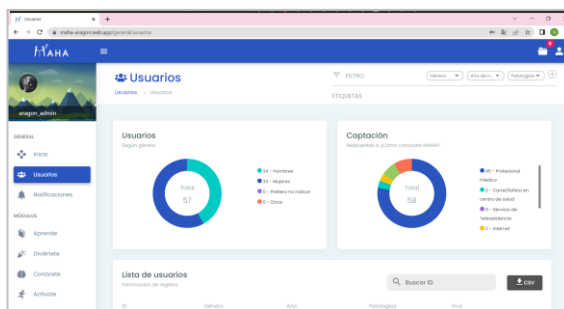 Usuarios
maha-aragon.web.app/general/usuarios
MAHA
aragon_admin
GENERAL
Inicio
Usuarios
Notificaciones
MÓDULOS
Aprende
Diviértete
Conócete
Actívate
Usuarios
Usuarios > Usuarios
FILTRO
Género
Año de n...
Patologías
ETIQUETAS
Usuarios
Según género
Total
57
24 - Hombres
33 - Mujeres
0 - Prefiero no indicar
0 - Otros
Captación
Respuestas a ¿Cómo conociste MAHA?
Total
58
45 - Profesional
médico
2 - Cartel/folleto en
centro de salud
0 - Servicio de
Teleasistencia
2 - Internet
Lista de usuarios
Información de registro
Buscar ID
CSV
ID Género Año Patologías Vive